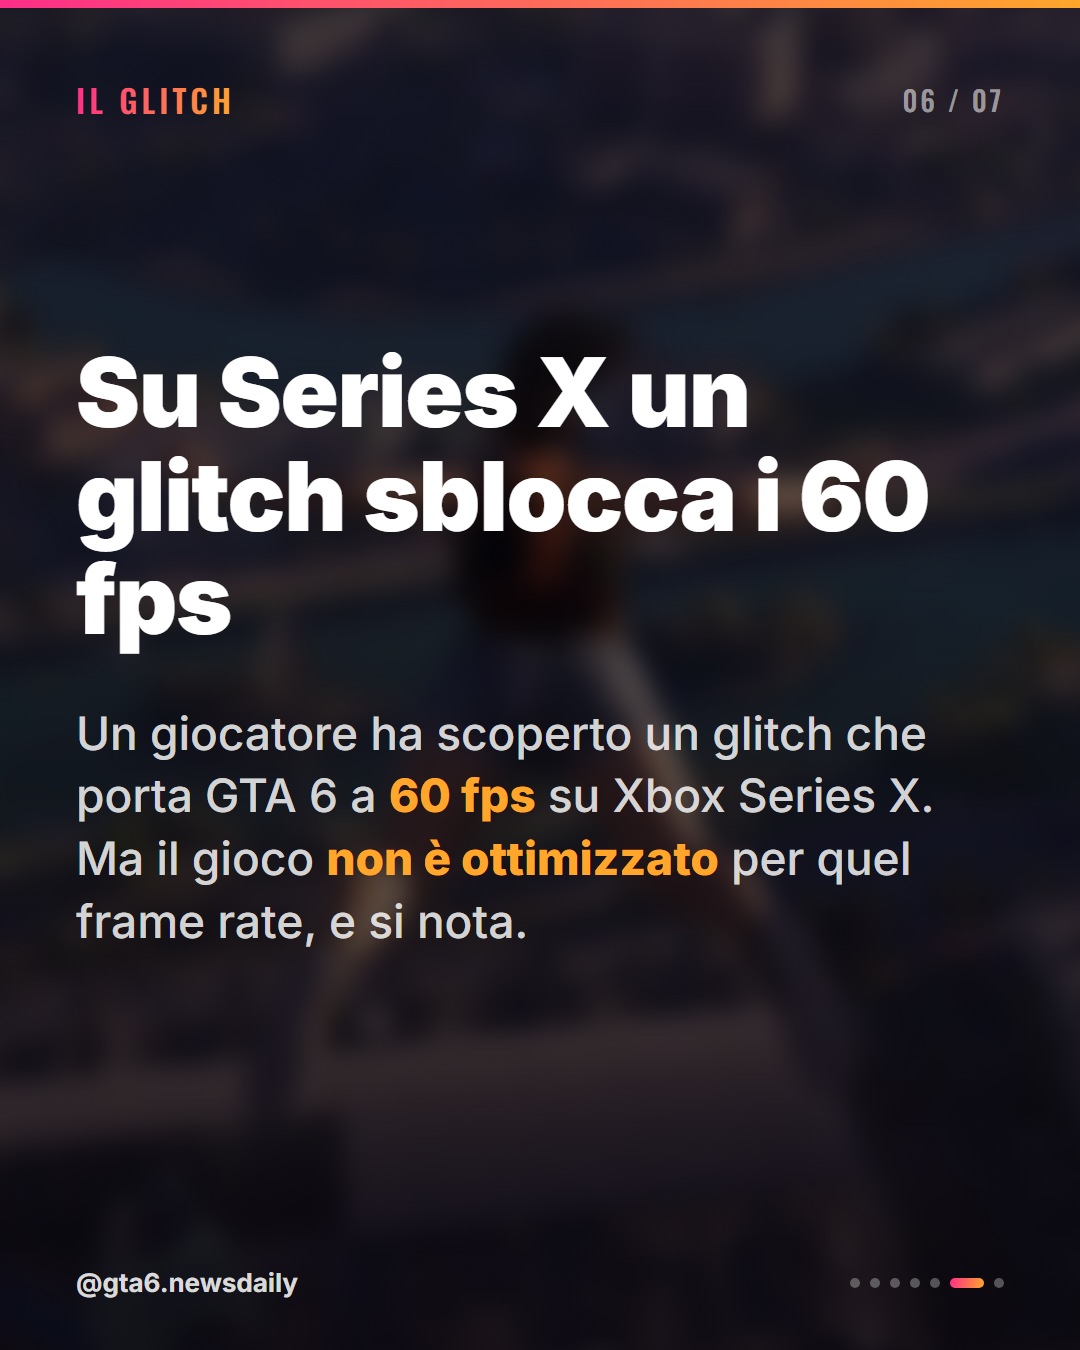 IL GLITCH
06 / 07
Su Series X un
glitch sblocca i 60
fps
Un giocatore ha scoperto un glitch che
porta GTA 6 a 60 fps su Xbox Series X.
Ma il gioco non è ottimizzato per quel
frame rate, e si nota.
@gta6.newsdaily